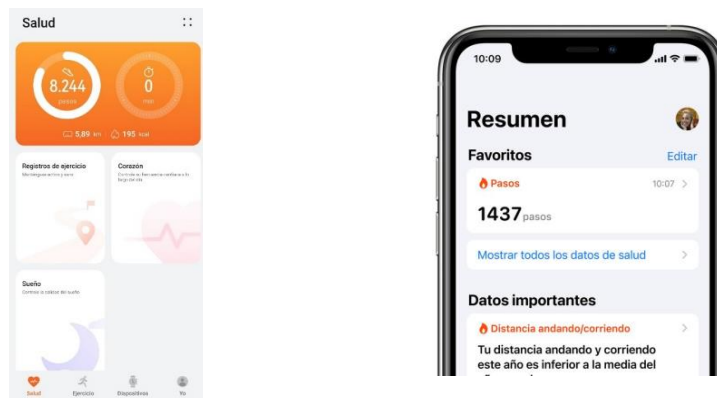 Salud
8.244
pasos
0
min
5,89 km 195 kcal
Registros de ejercicio
Corazón
Sueño
Salud
Ejercicio
Dispositivos
Yo
10:09
Resumen
Favoritos
Editar
Pasos
10:07
1437 pasos
Mostrar todos los datos de salud
Datos importantes
Distancia andando/corriendo
Tu distancia andando y corriendo
este año es inferior a la media del